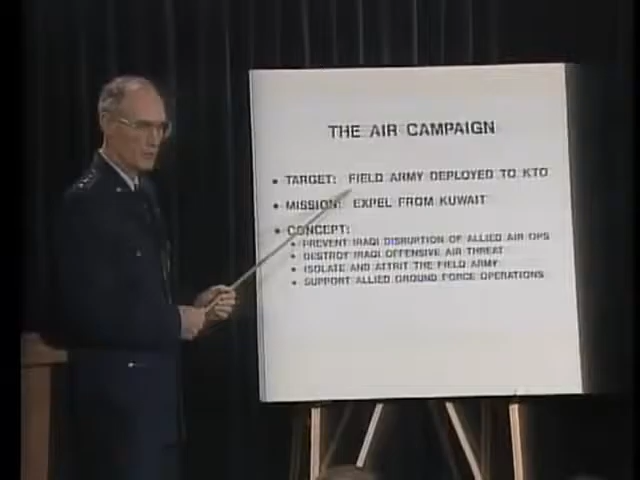 THE AIR CAMPAIGN
• TARGET: FIELD ARMY DEPLOYED TO KTO
• MISSION: EXPEL FROM KUWAIT
• CONCEPT:
• PREVENT IRAQI DISRUPTION OF ALLIED AIR OPS
• DESTROY IRAQI OFFENSIVE AIR THREAT
• ISOLATE AND ATTRIT THE FIELD ARMY
• SUPPORT ALLIED GROUND FORCE OPERATIONS